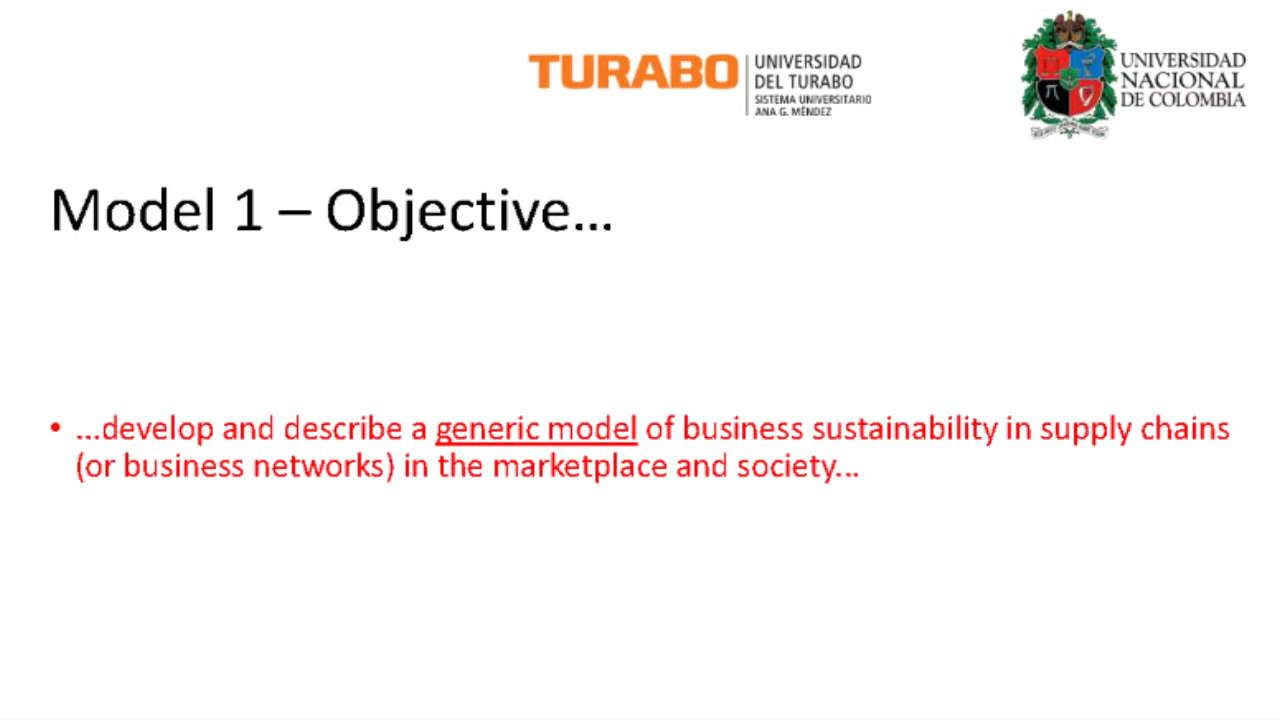 TURABO
UNIVERSIDAD
DEL TURABO
SISTEMA UNIVERSITARIO
ANA G. MÉNDEZ
UNIVERSIDAD
NACIONAL
DE COLOMBIA
Model 1 – Objective...
• ...develop and describe a generic model of business sustainability in supply chains
(or business networks) in the marketplace and society...